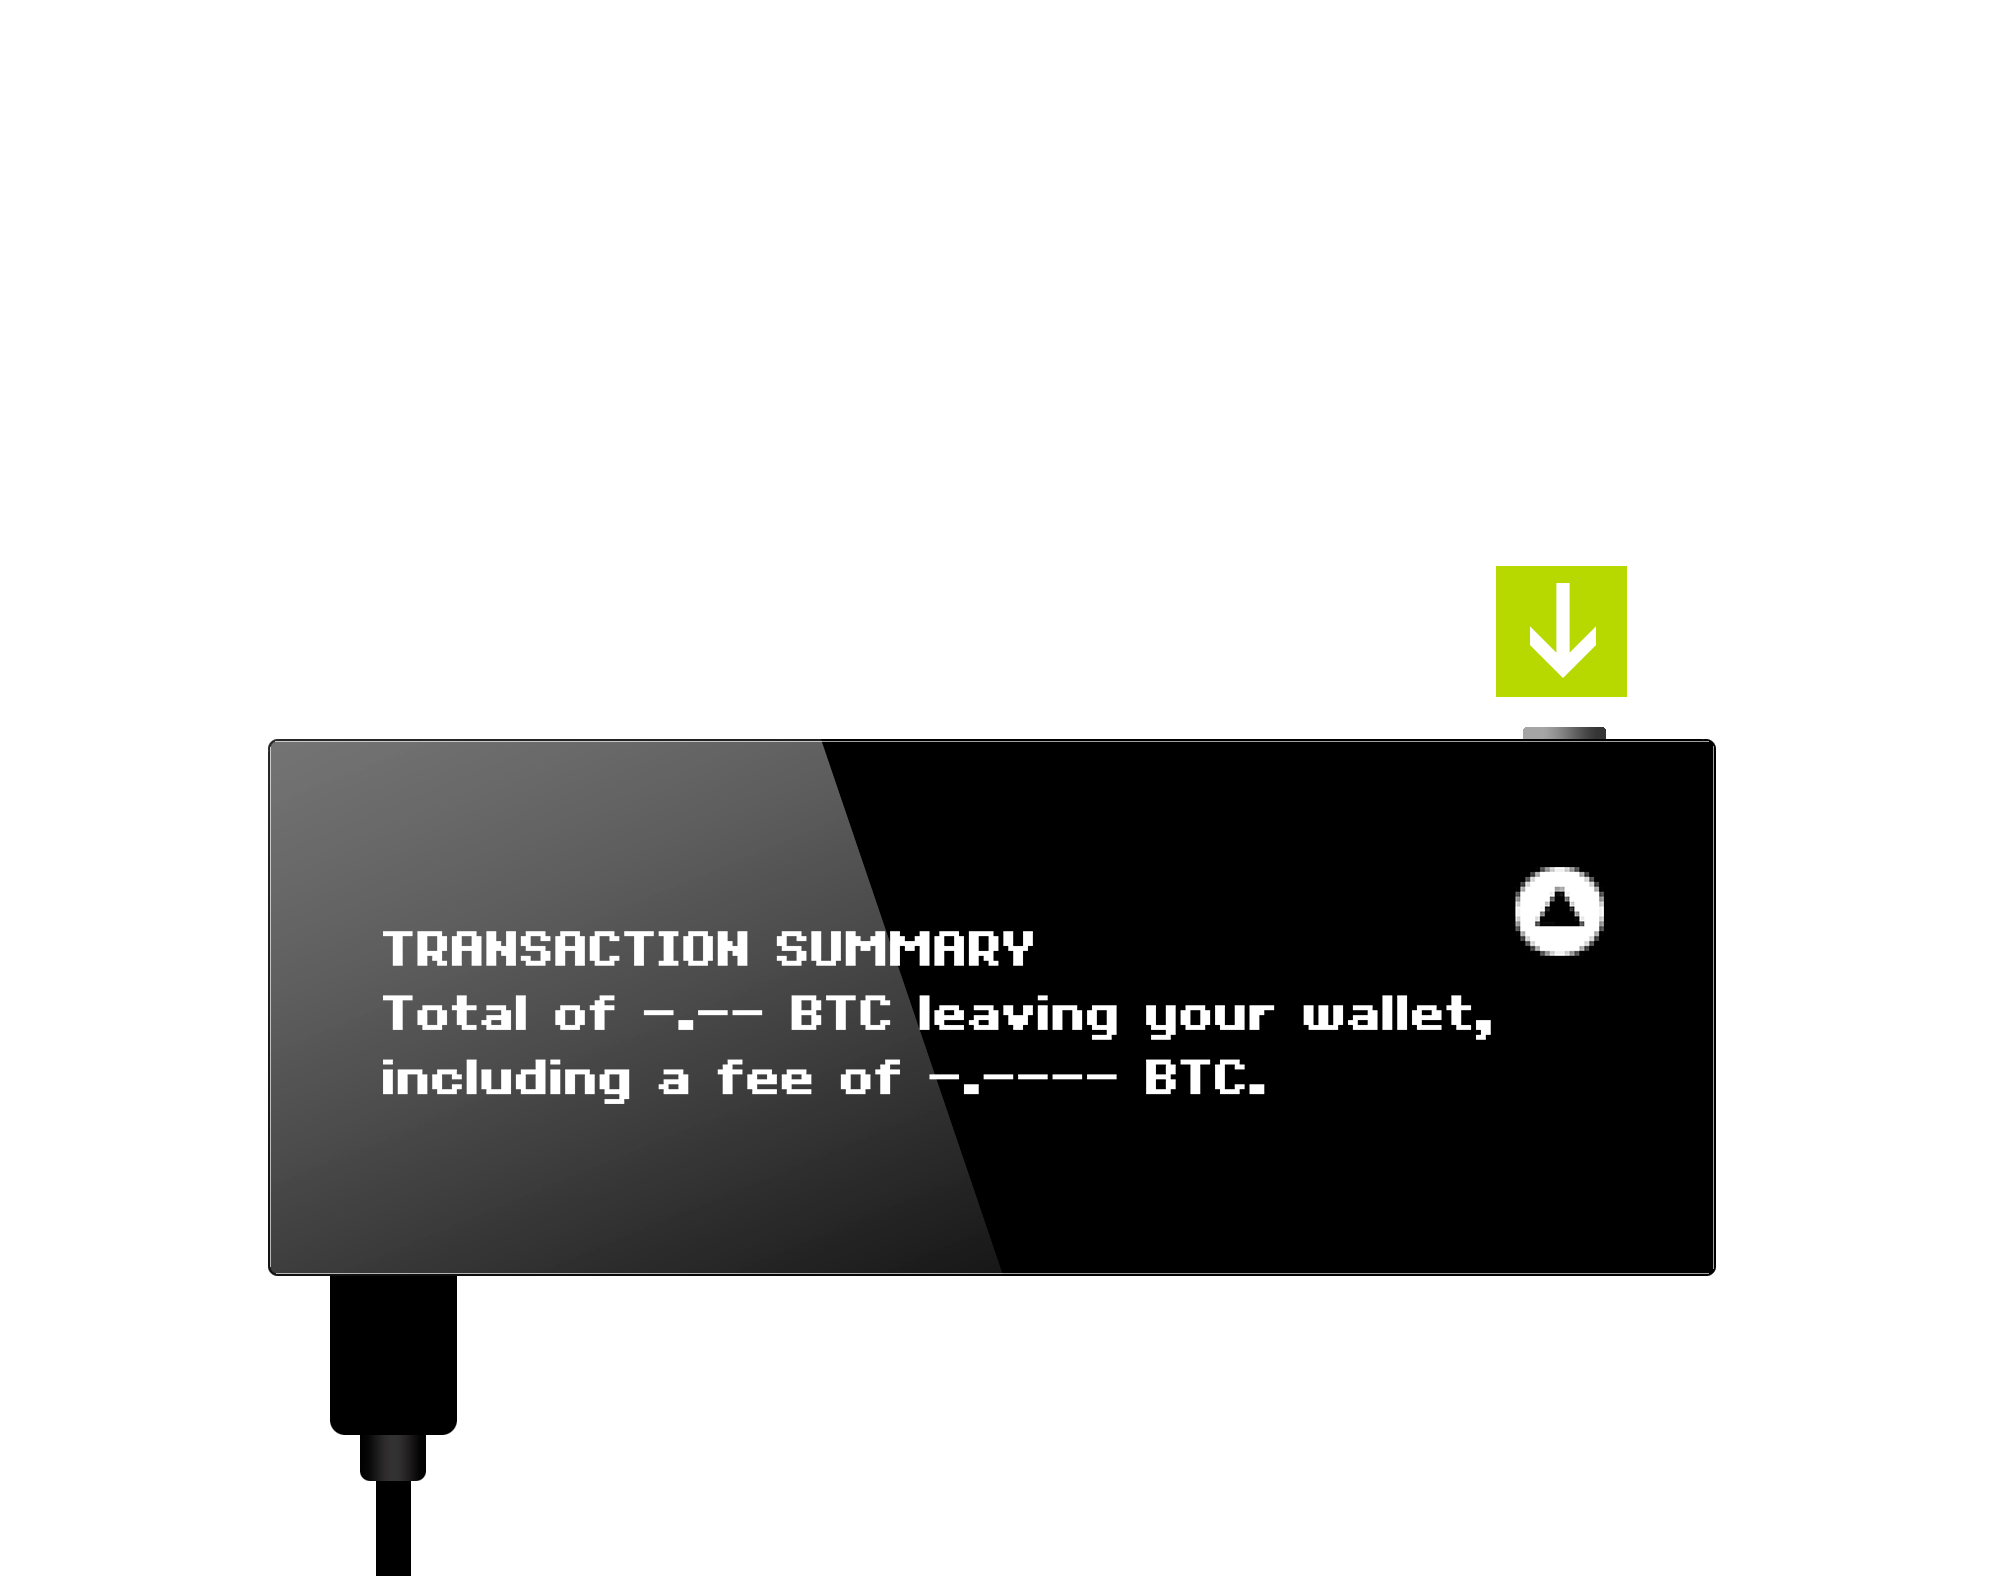 TRANSACTION SUMMARY
Total of -.-- BTC leaving your wallet,
including a fee of -.---- BTC.